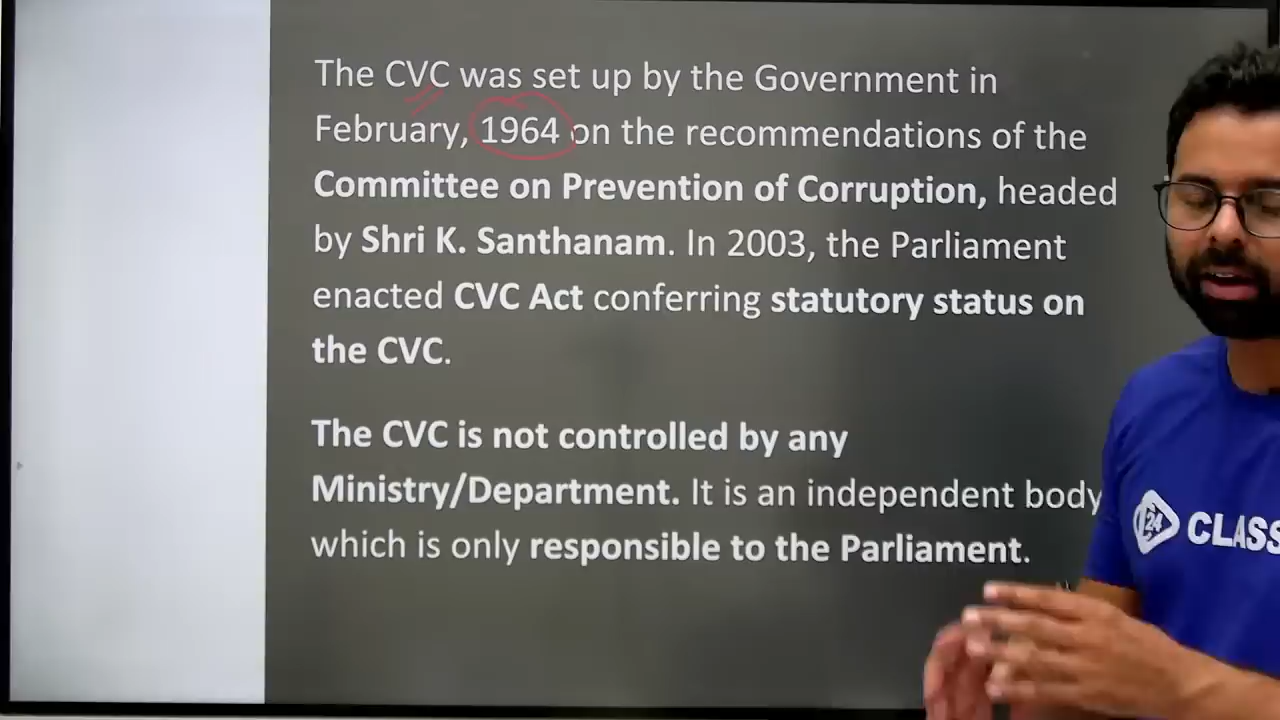 The CVC was set up by the Government in
February, 1964 on the recommendations of the
Committee on Prevention of Corruption, headed
by Shri K. Santhanam. In 2003, the Parliament
enacted CVC Act conferring statutory status on
the CVC.
The CVC is not controlled by any
Ministry/Department. It is an independent body
which is only responsible to the Parliament.
24 CLASS